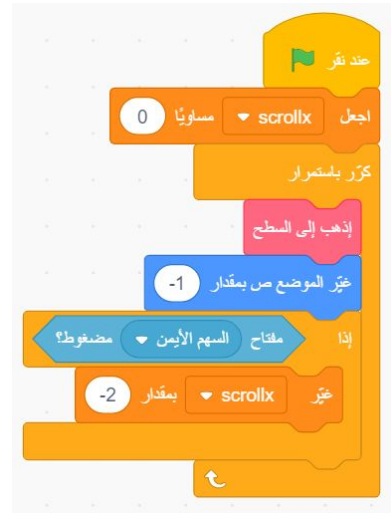 عند نقر
اجعل scrollx مساويًا 0
كرّر باستمرار
إذهب إلى السطح
غيّر الموضع ص بمقدار -1
إذا مفتاح السهم الأيمن مضغوط؟
غيّر scrollx بمقدار -2